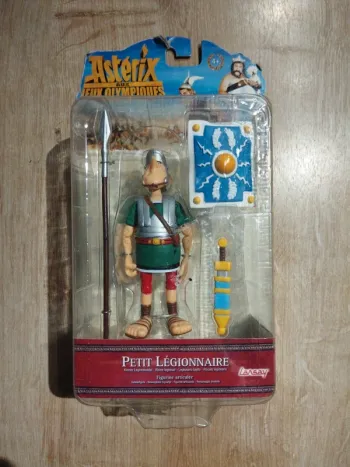 Astérix
AUX
JEUX OLYMPIQUES
PETIT LÉGIONNAIRE
Figurine articulée
Lansay